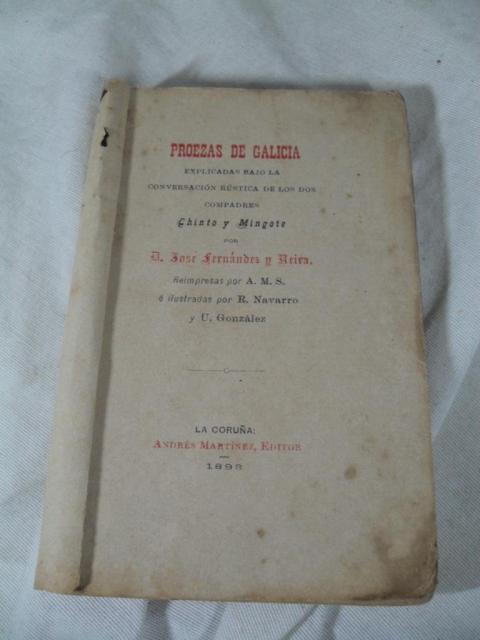 PROEZAS DE GALICIA
EXPLICADAS BAJO LA
CONVERSACIÓN RÚSTICA DE LOS DOS
COMPADRES
Chinto y Mingote
POR
D. José Fernández y Neira.
Reimpresas por A. M. S.
é ilustradas por R. Navarro
y U. González
LA CORUÑA:
ANDRÉS MARTÍNEZ, EDITOR
1893